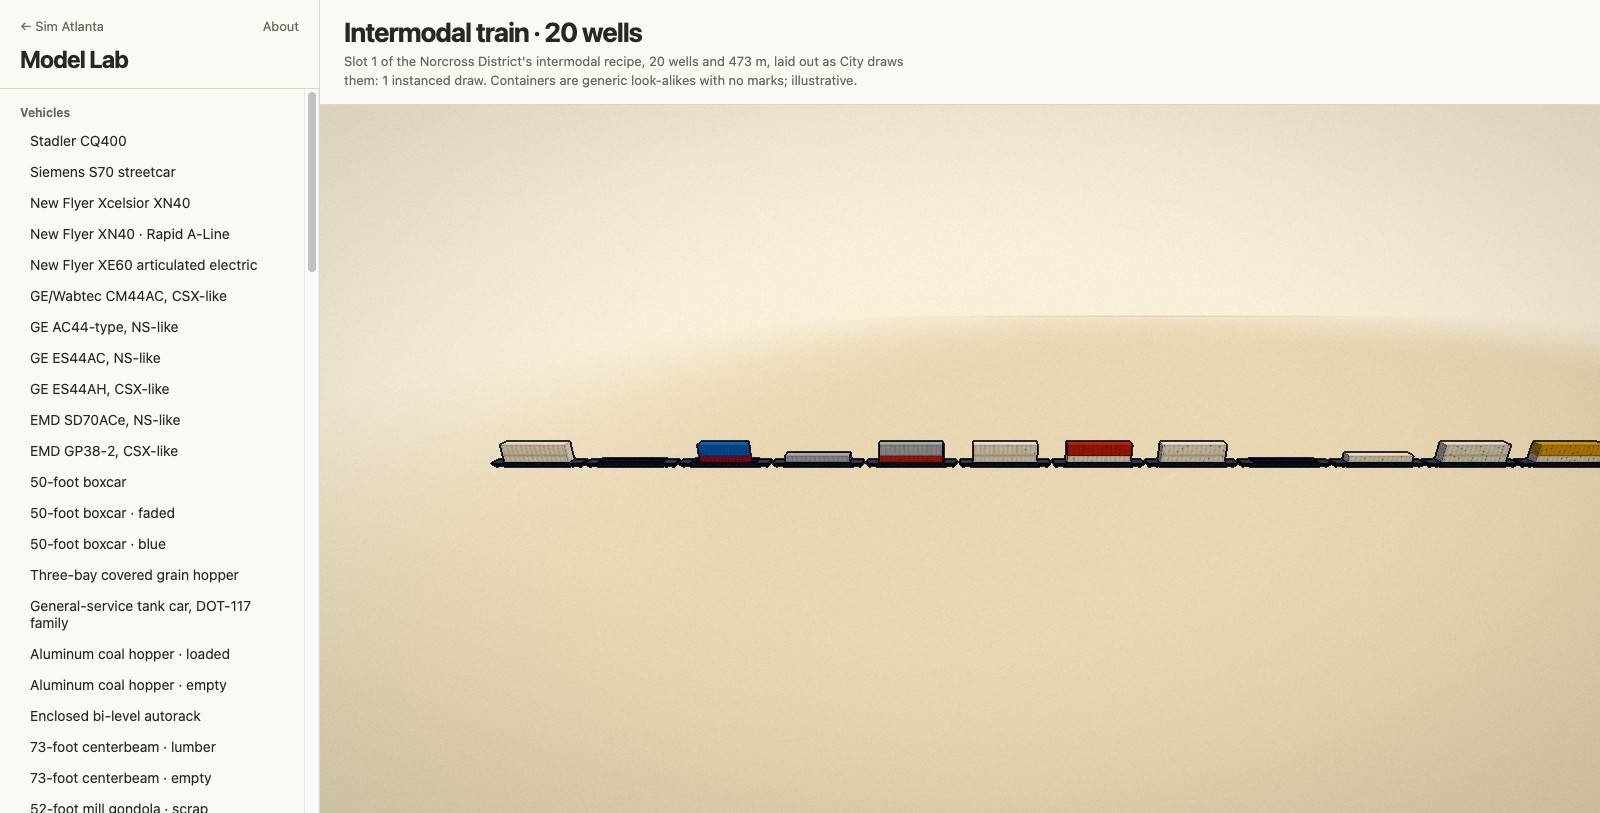 ← Sim Atlanta
About
Model Lab
Vehicles
Stadler CQ400
Siemens S70 streetcar
New Flyer Xcelsior XN40
New Flyer XN40 · Rapid A-Line
New Flyer XE60 articulated electric
GE/Wabtec CM44AC, CSX-like
GE AC44-type, NS-like
GE ES44AC, NS-like
GE ES44AH, CSX-like
EMD SD70ACe, NS-like
EMD GP38-2, CSX-like
50-foot boxcar
50-foot boxcar · faded
50-foot boxcar · blue
Three-bay covered grain hopper
General-service tank car, DOT-117
family
Aluminum coal hopper · loaded
Aluminum coal hopper · empty
Enclosed bi-level autorack
73-foot centerbeam · lumber
73-foot centerbeam · empty
52-foot mill gondola · scrap
Intermodal train · 20 wells
Slot 1 of the Norcross District's intermodal recipe, 20 wells and 473 m, laid out as City draws
them: 1 instanced draw. Containers are generic look-alikes with no marks; illustrative.